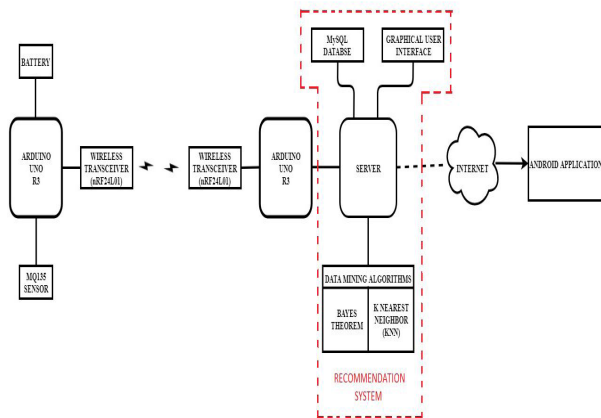 MySQL
DATABSE
GRAPHICAL USER
INTERFACE
BATTERY
ARDUINO
UNO
R3
WIRELESS
TRANSCEIVER
(nRF24L01)
WIRELESS
TRANSCEIVER
(nRF24L01)
ARDUINO
UNO
R3
SERVER
INTERNET
ANDROID APPLICATION
MQ135
SENSOR
DATA MINING ALGORITHMS
BAYES
THEOREM
K NEAREST
NEIGHBOR
(KNN)
RECOMMENDATION
SYSTEM